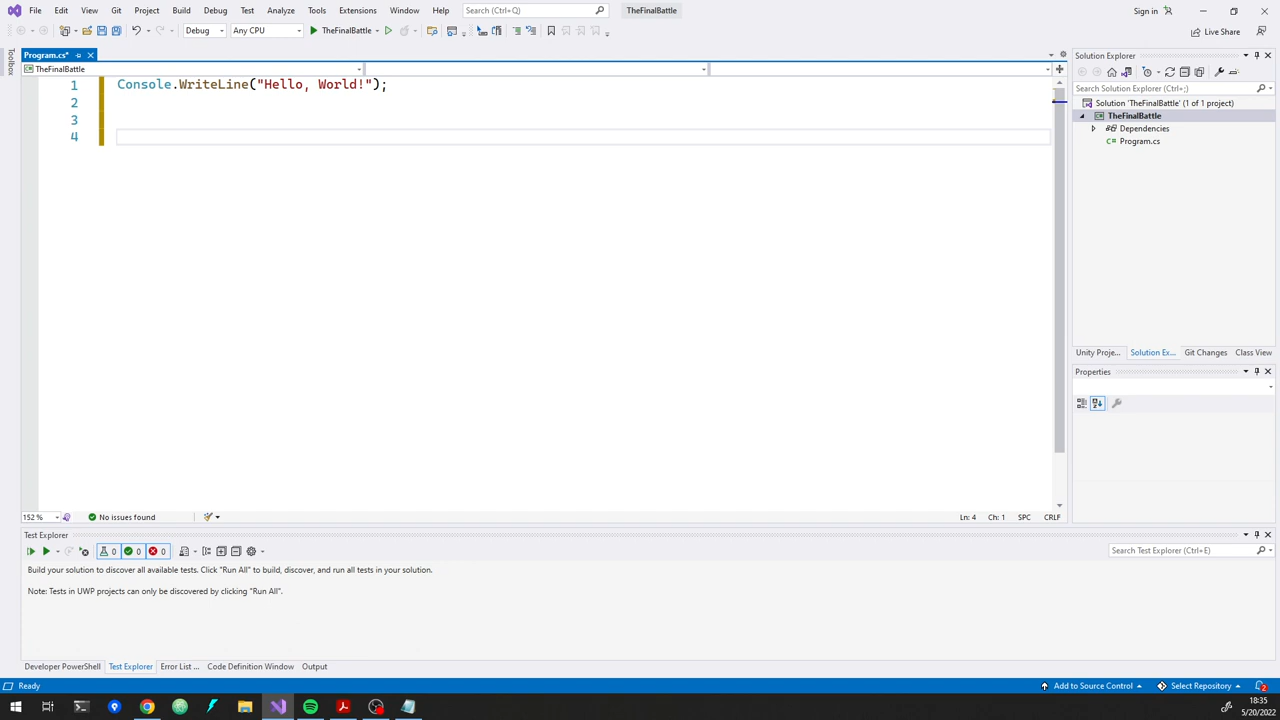 File Edit View Git Project Build Debug Test Analyze Tools Extensions Window Help Search (Ctrl+Q) TheFinalBattle Sign in
Debug Any CPU TheFinalBattle Live Share
Toolbox
Program.cs* Solution Explorer
TheFinalBattle
1 Console.WriteLine("Hello, World!");
2
3
4
Search Solution Explorer (Ctrl+;)
Solution 'TheFinalBattle' (1 of 1 project)
TheFinalBattle
Dependencies
C# Program.cs
Unity Proje... Solution Ex... Git Changes Class View
Properties
152 % No issues found Ln: 4 Ch: 1 SPC CRLF
Test Explorer
0 0 0 Search Test Explorer (Ctrl+E)
Build your solution to discover all available tests. Click "Run All" to build, discover, and run all tests in your solution.
Note: Tests in UWP projects can only be discovered by clicking "Run All".
Developer PowerShell Test Explorer Error List ... Code Definition Window Output
Ready Add to Source Control Select Repository 2
18:35
5/20/2022